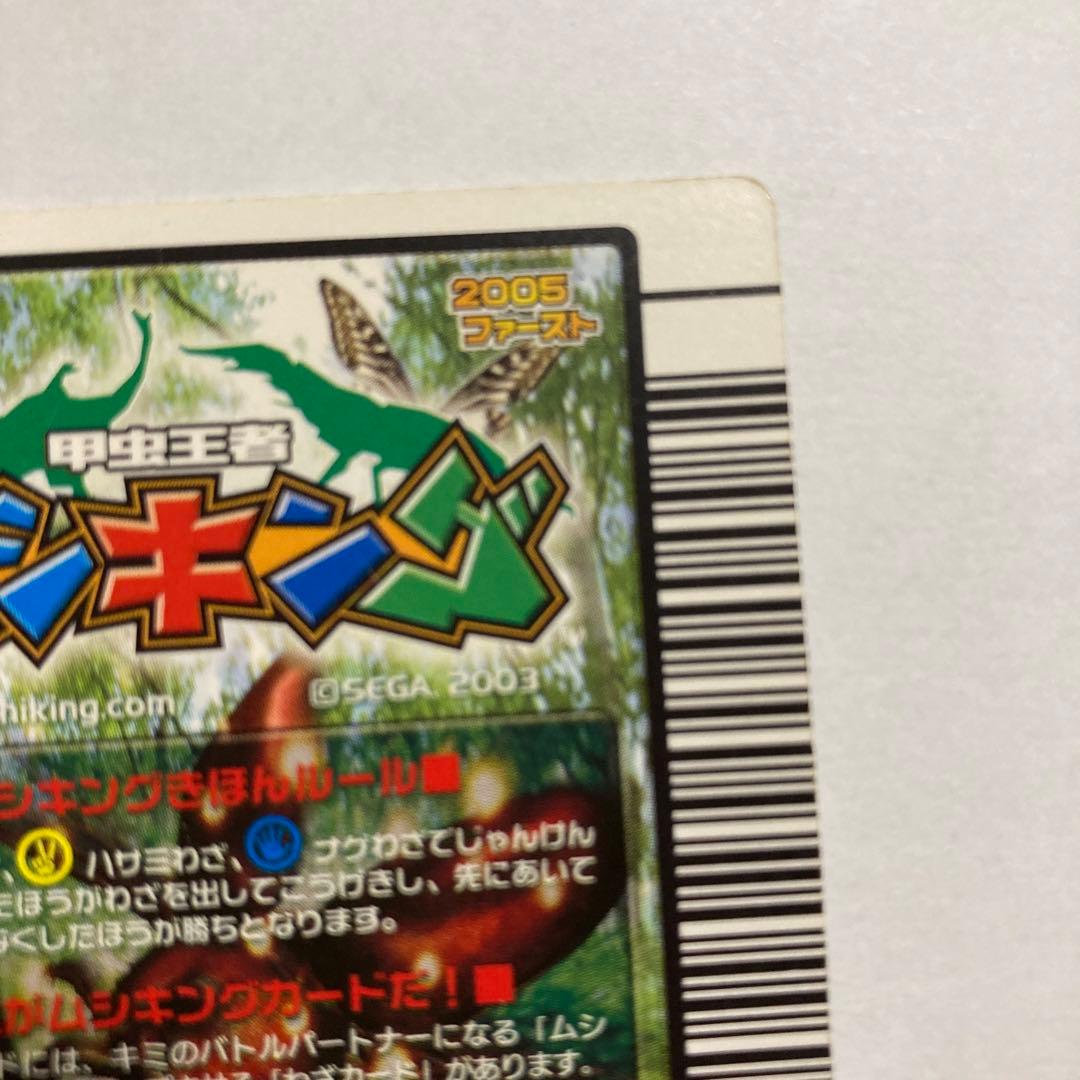 2005
ファースト
甲虫王者
シキング
hiking.com ©SEGA, 2003
シキングきほんルール■
、 ハサミわざ、 ナゲわざでじゃんけん
たほうがわざを出してこうげきし、先にあいて
なくしたほうが勝ちとなります。
がムシキングカードだ！■
ドには、キミのバトルパートナーになる「ムシ
「わざカード」があります。